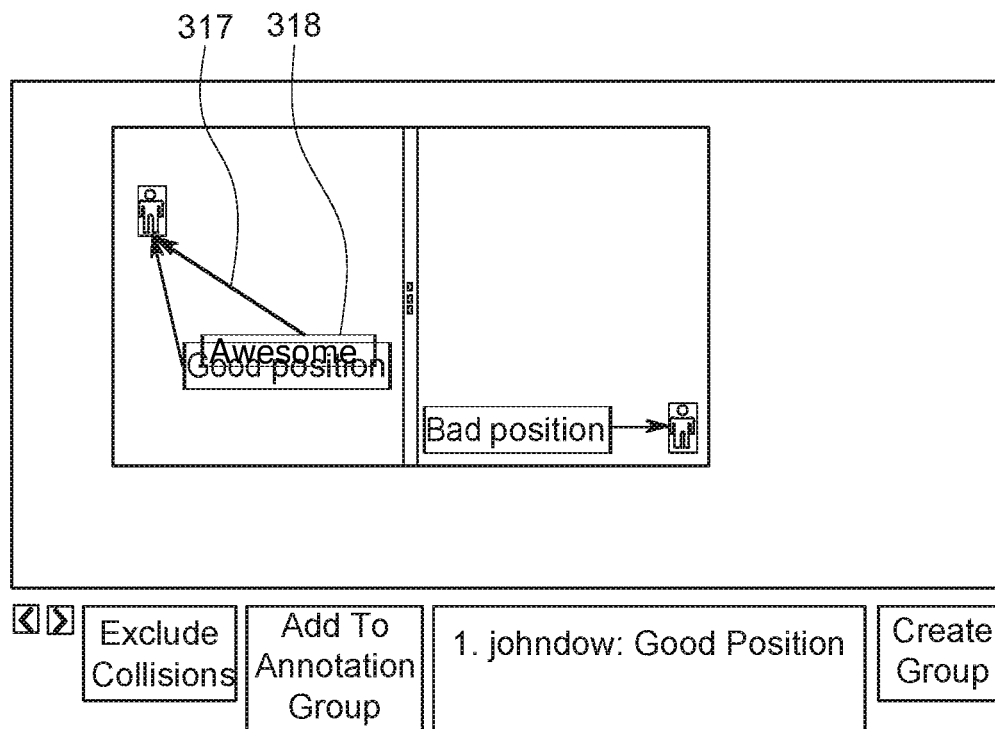 317 318
Awesome
Good position
Bad position
Exclude
Collisions
Add To
Annotation
Group
1. johndow: Good Position
Create
Group